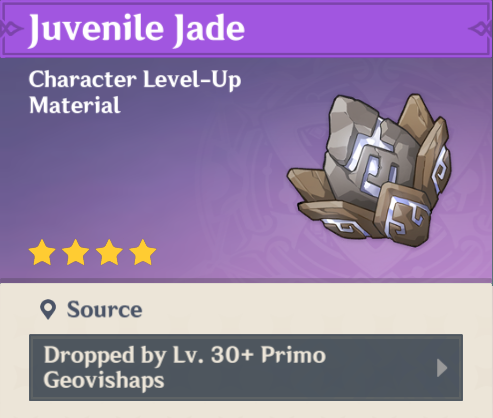 Juvenile Jade
Character Level-Up
Material
Source
Dropped by Lv. 30+ Primo
Geovishaps